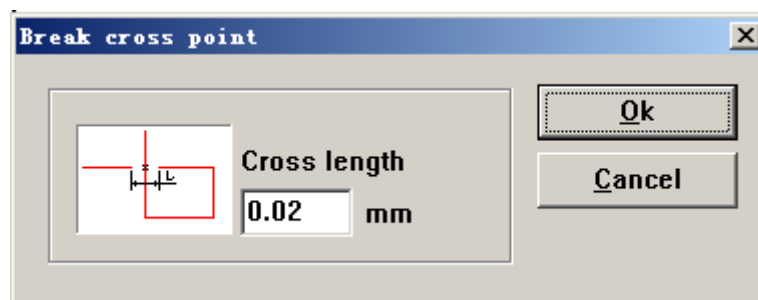 Break cross point
Ok
L
Cross length
Cancel
0.02 mm